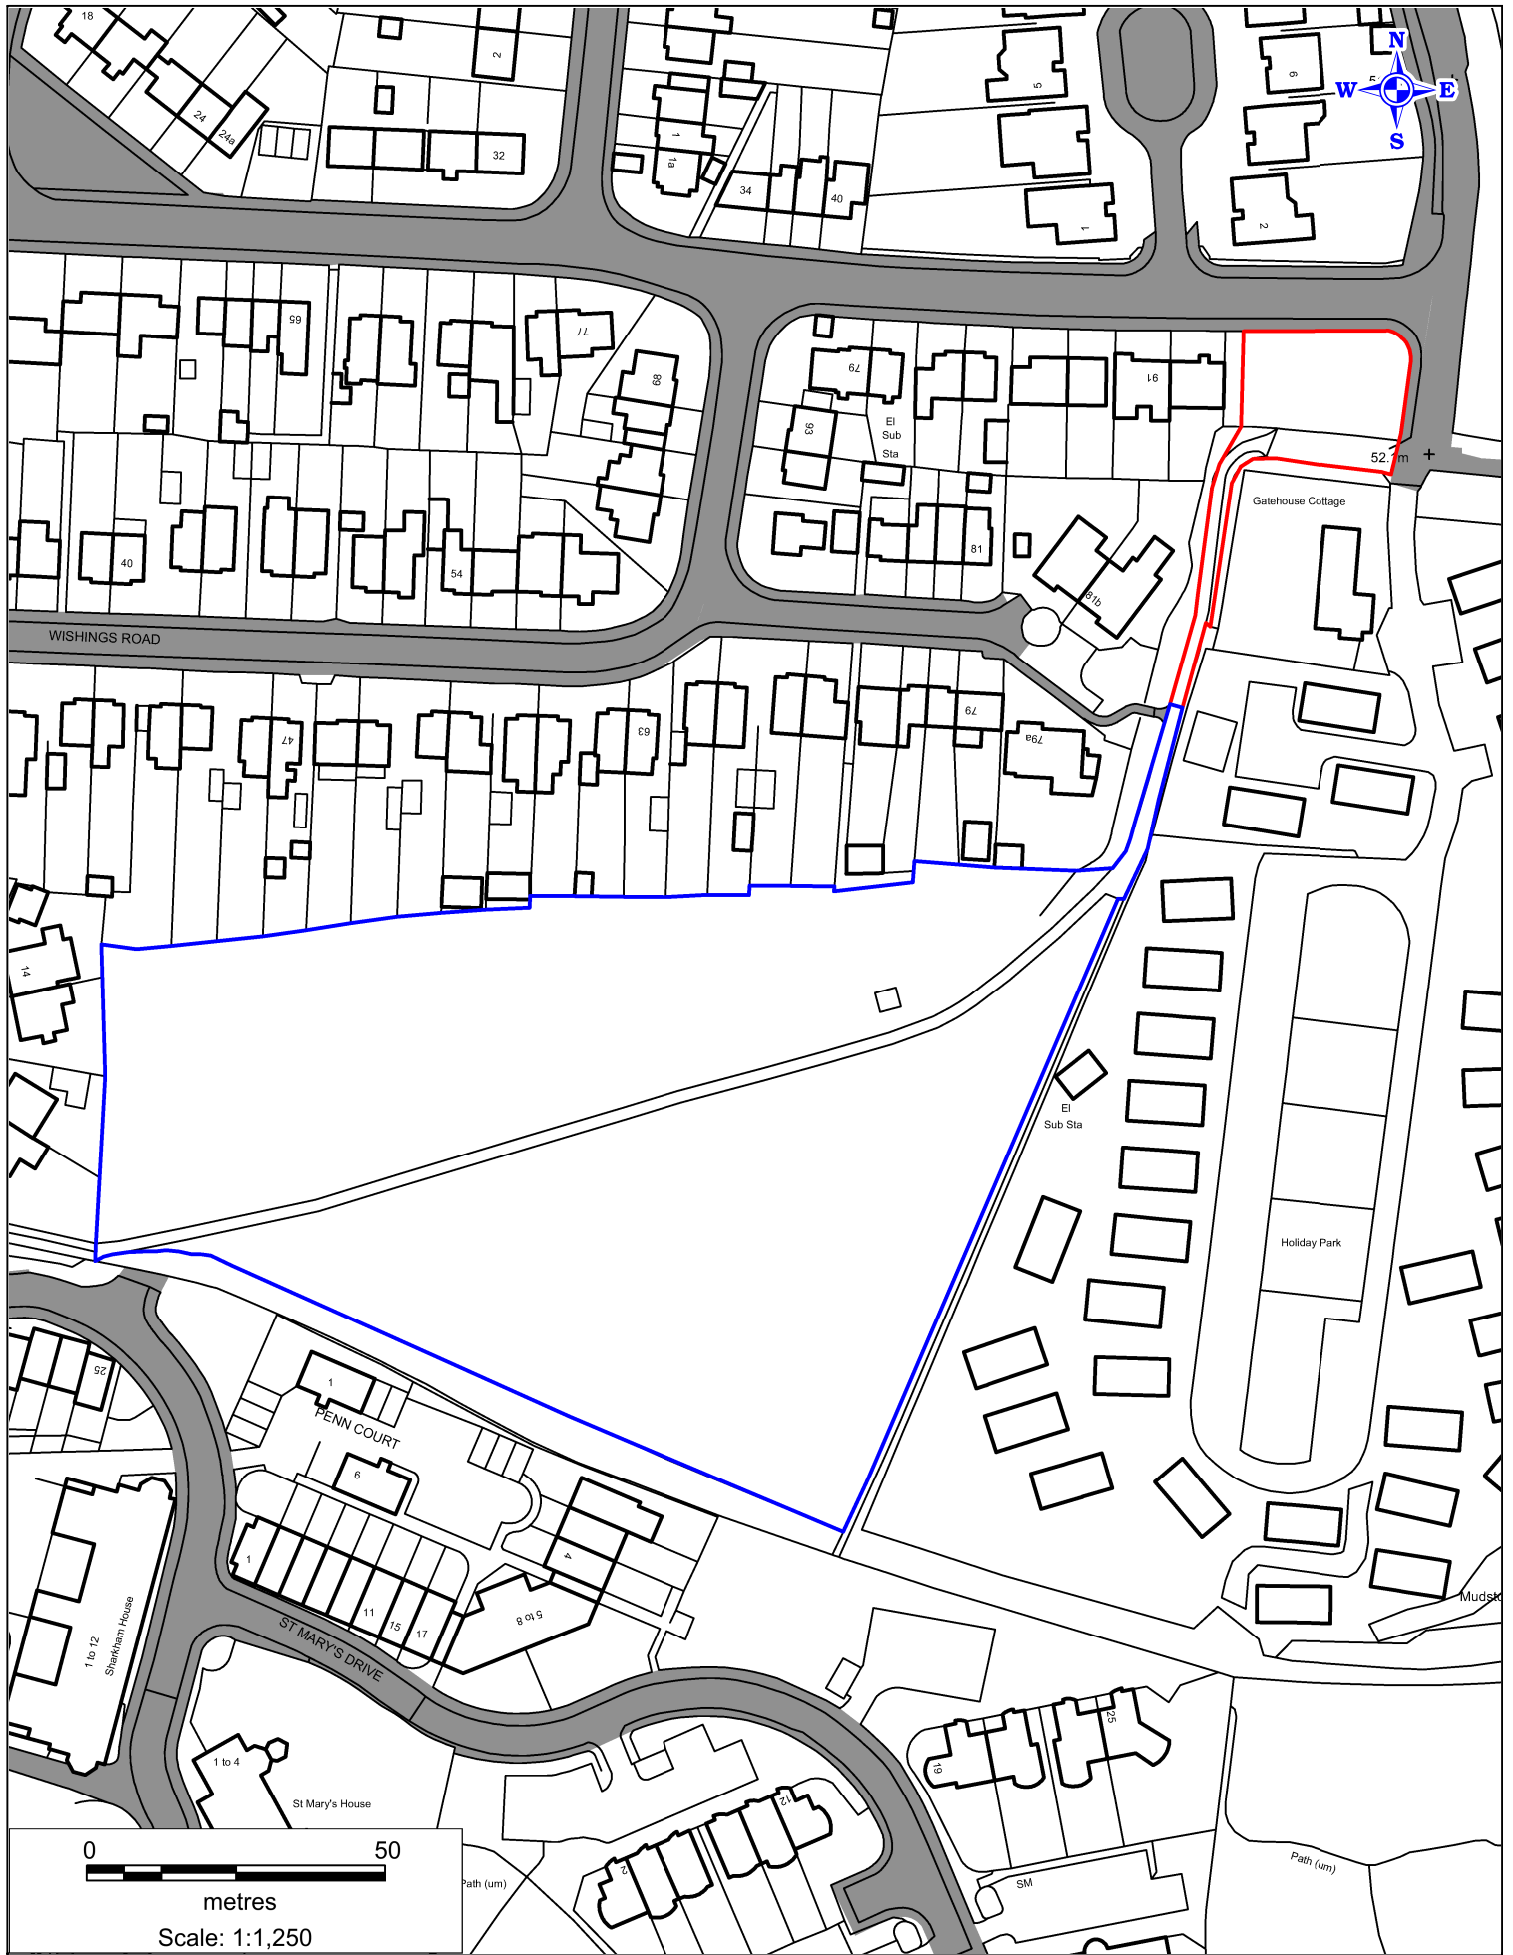 18
2
24
24a
32
1
1a
34
40
5
1
6
2
N
W
E
S
65
77
89
79
91
93
El
Sub
Sta
52.1m
Gatehouse Cottage
40
54
81
81b
WISHINGS ROAD
47
63
79
79a
14
El
Sub Sta
Holiday Park
25
1
PENN COURT
6
1
11
15
17
4
5 to 8
ST MARY'S DRIVE
1 to 12
Sharkham House
1 to 4
St Mary's House
19
25
12
2
SM
Path (um)
Path (um)
Mudsto
0
50
metres
Scale: 1:1,250